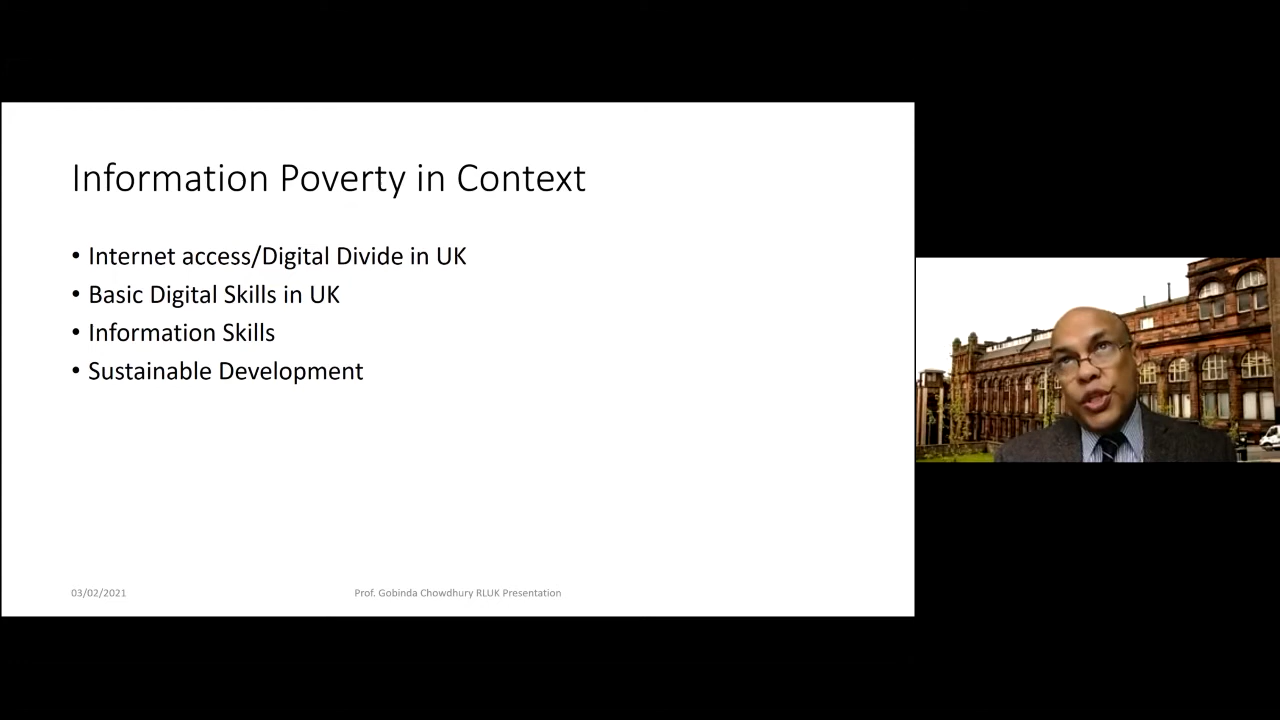 Information Poverty in Context
• Internet access/Digital Divide in UK
• Basic Digital Skills in UK
• Information Skills
• Sustainable Development
03/02/2021
Prof. Gobinda Chowdhury RLUK Presentation